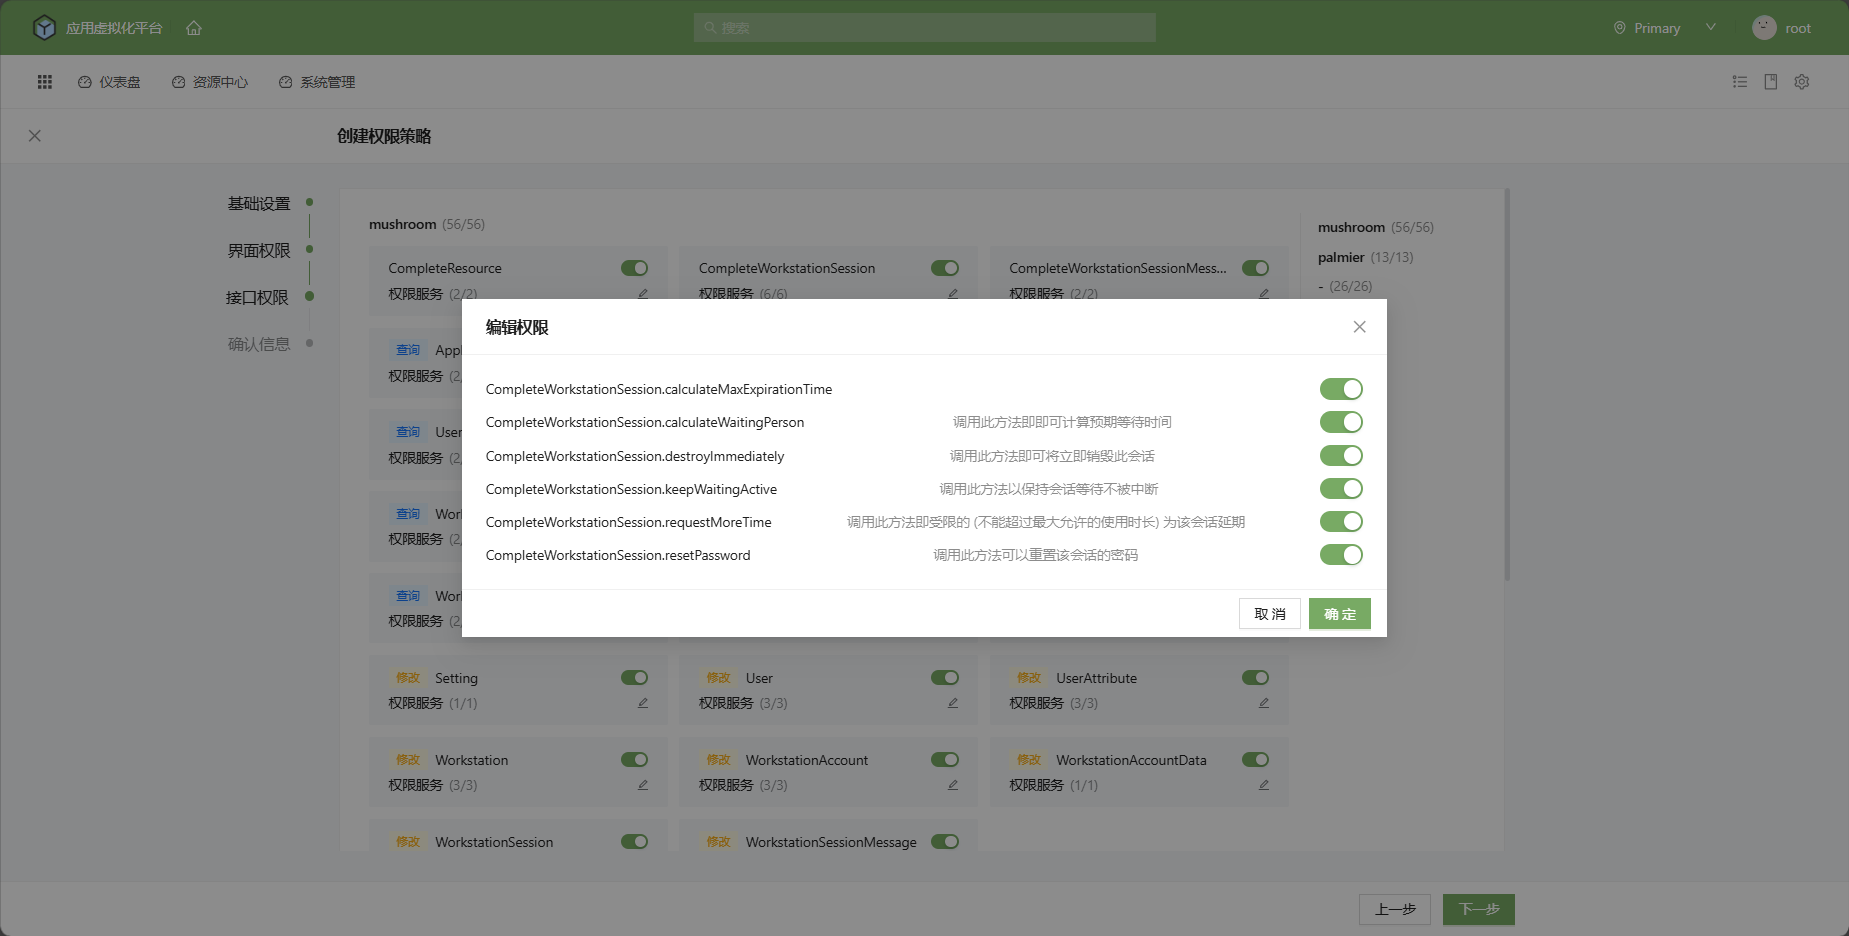 应用虚拟化平台
搜索
Primary
root
仪表盘
资源中心
系统管理
创建权限策略
基础设置
界面权限
接口权限
确认信息
mushroom (56/56)
CompleteResource
权限服务 (2/2)
CompleteWorkstationSession
权限服务 (6/6)
CompleteWorkstationSessionMess...
权限服务 (2/2)
mushroom (56/56)
palmier (13/13)
- (26/26)
查询 Appl
权限服务 (2,
查询 User
权限服务 (2,
查询 Wor
权限服务 (2,
查询 Wor
权限服务 (2,
编辑权限
CompleteWorkstationSession.calculateMaxExpirationTime
CompleteWorkstationSession.calculateWaitingPerson 调用此方法即即可计算预期等待时间
CompleteWorkstationSession.destroyImmediately 调用此方法即可将立即销毁此会话
CompleteWorkstationSession.keepWaitingActive 调用此方法以保持会话等待不被中断
CompleteWorkstationSession.requestMoreTime 调用此方法即受限的 (不能超过最大允许的使用时长) 为该会话延期
CompleteWorkstationSession.resetPassword 调用此方法可以重置该会话的密码
取 消
确 定
修改 Setting
权限服务 (1/1)
修改 User
权限服务 (3/3)
修改 UserAttribute
权限服务 (3/3)
修改 Workstation
权限服务 (3/3)
修改 WorkstationAccount
权限服务 (3/3)
修改 WorkstationAccountData
权限服务 (1/1)
修改 WorkstationSession
修改 WorkstationSessionMessage
上一步
下一步